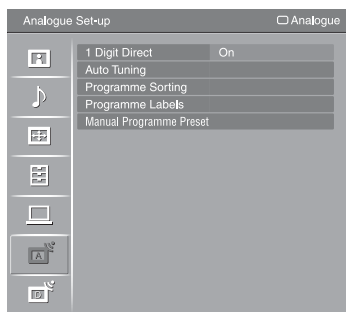 Analogue Set-up Analogue
1 Digit Direct On
Auto Tuning
Programme Sorting
Programme Labels
Manual Programme Preset
A
D